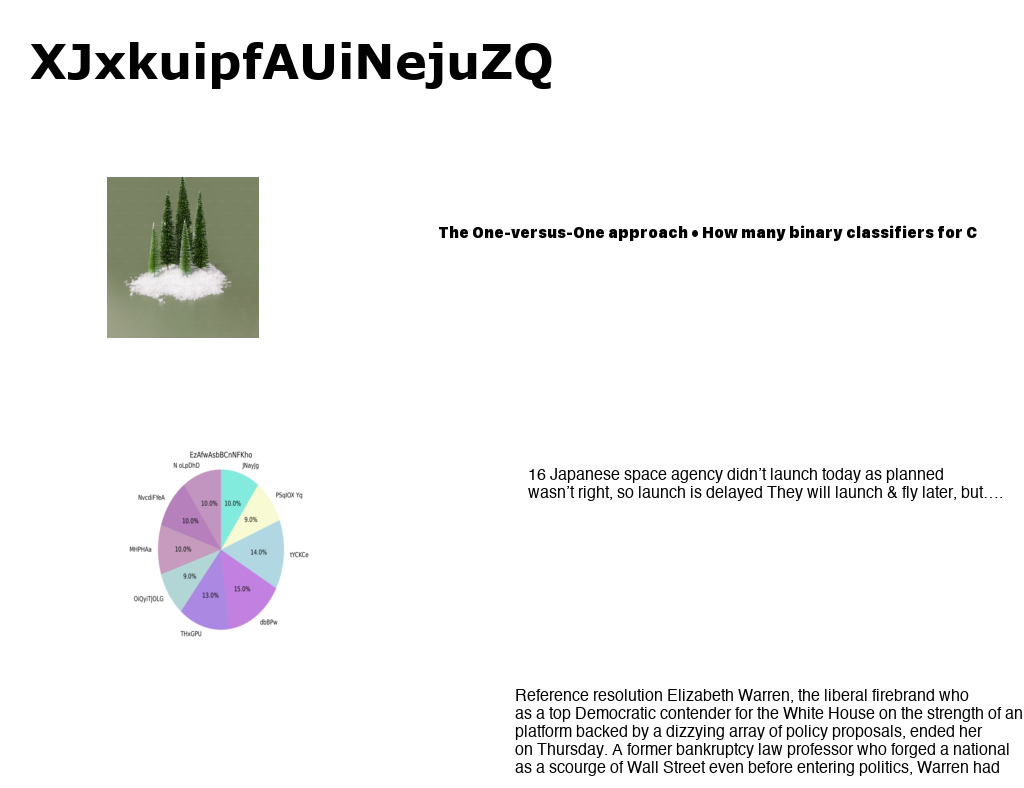 XJxkuipfAUiNejuZQ
The One-versus-One approach • How many binary classifiers for C
EzAfwAsbBCnNFKho
N oLpDhD
JNayJg
NvcdiFYeA
PSqIOX Yq
10.0%
10.0%
10.0%
9.0%
MHPHAa
10.0%
14.0%
tYCKCe
9.0%
15.0%
13.0%
OiQyiTJOLG
dbBPw
THxGPU
16 Japanese space agency didn’t launch today as planned
wasn’t right, so launch is delayed They will launch & fly later, but….
Reference resolution Elizabeth Warren, the liberal firebrand who
as a top Democratic contender for the White House on the strength of an
platform backed by a dizzying array of policy proposals, ended her
on Thursday. A former bankruptcy law professor who forged a national
as a scourge of Wall Street even before entering politics, Warren had